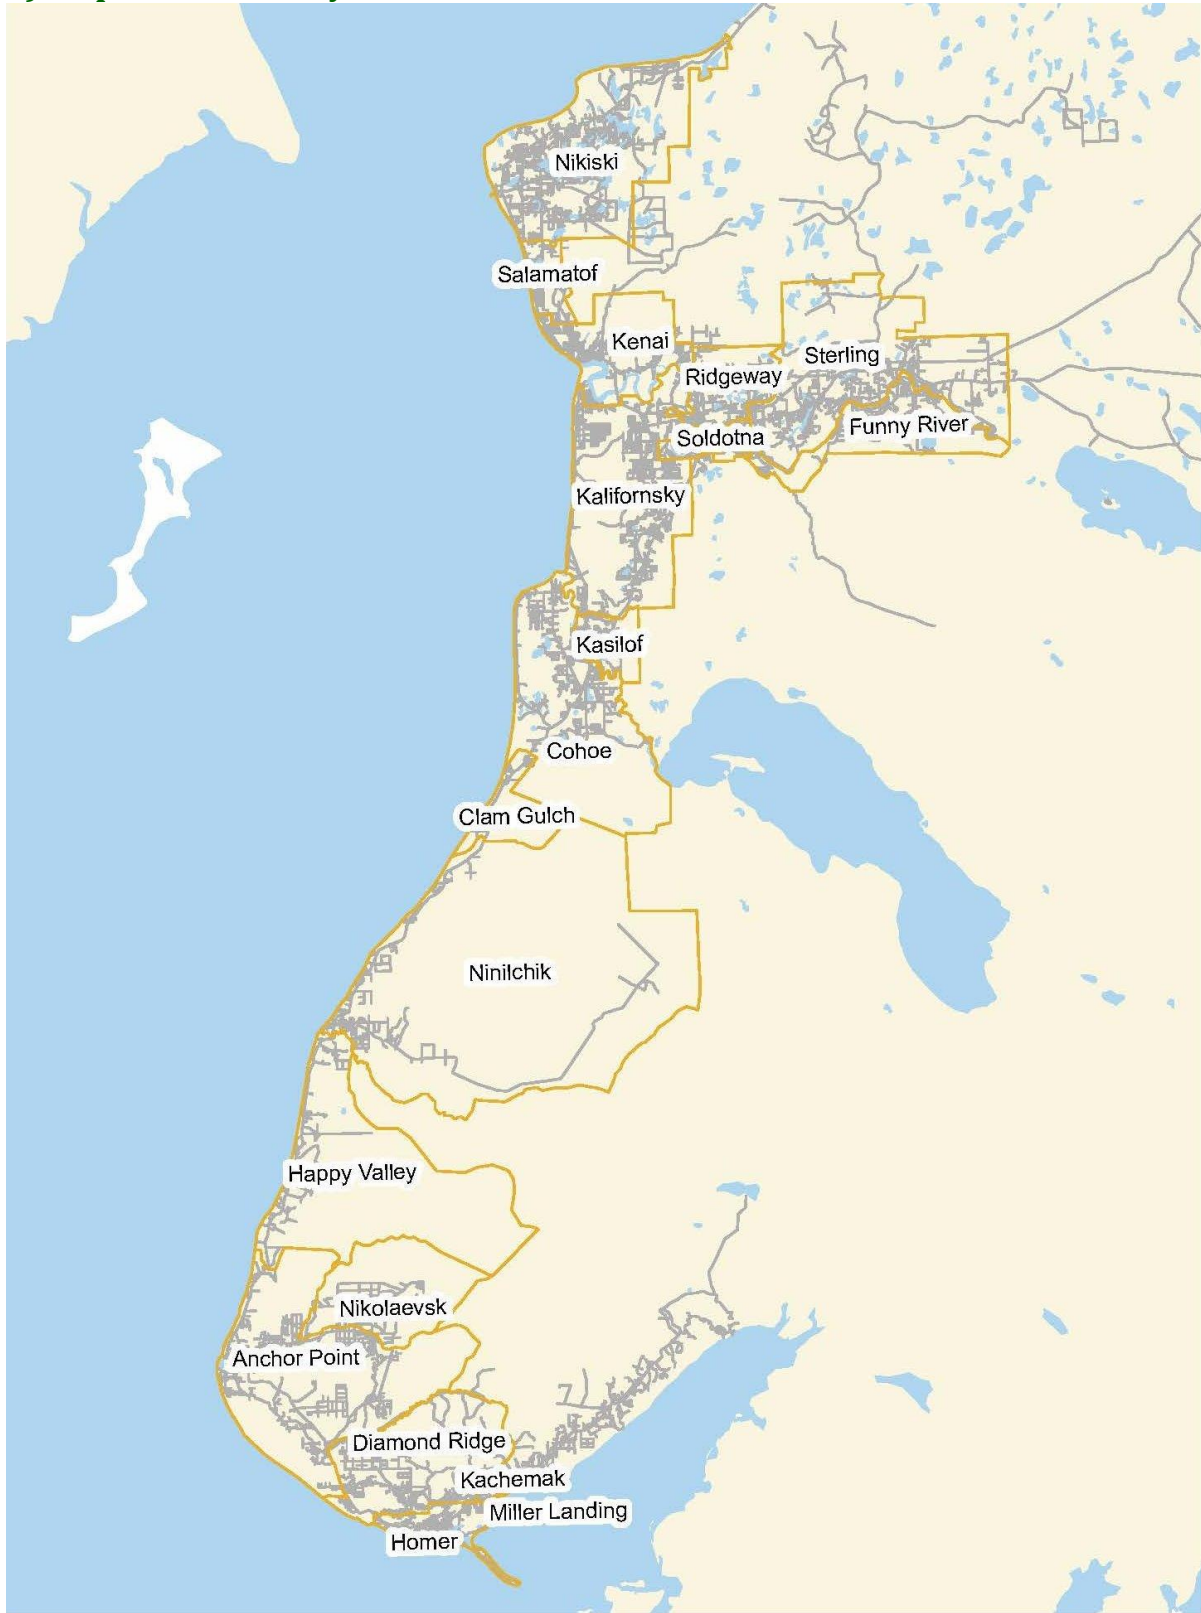 Nikiski
Salamatof
Kenai
Sterling
Ridgeway
Funny River
Soldotna
Kalifornsky
Kasilof
Cohoe
Clam Gulch
Ninilchik
Happy Valley
Nikolaevsk
Anchor Point
Diamond Ridge
Kachemak
Miller Landing
Homer